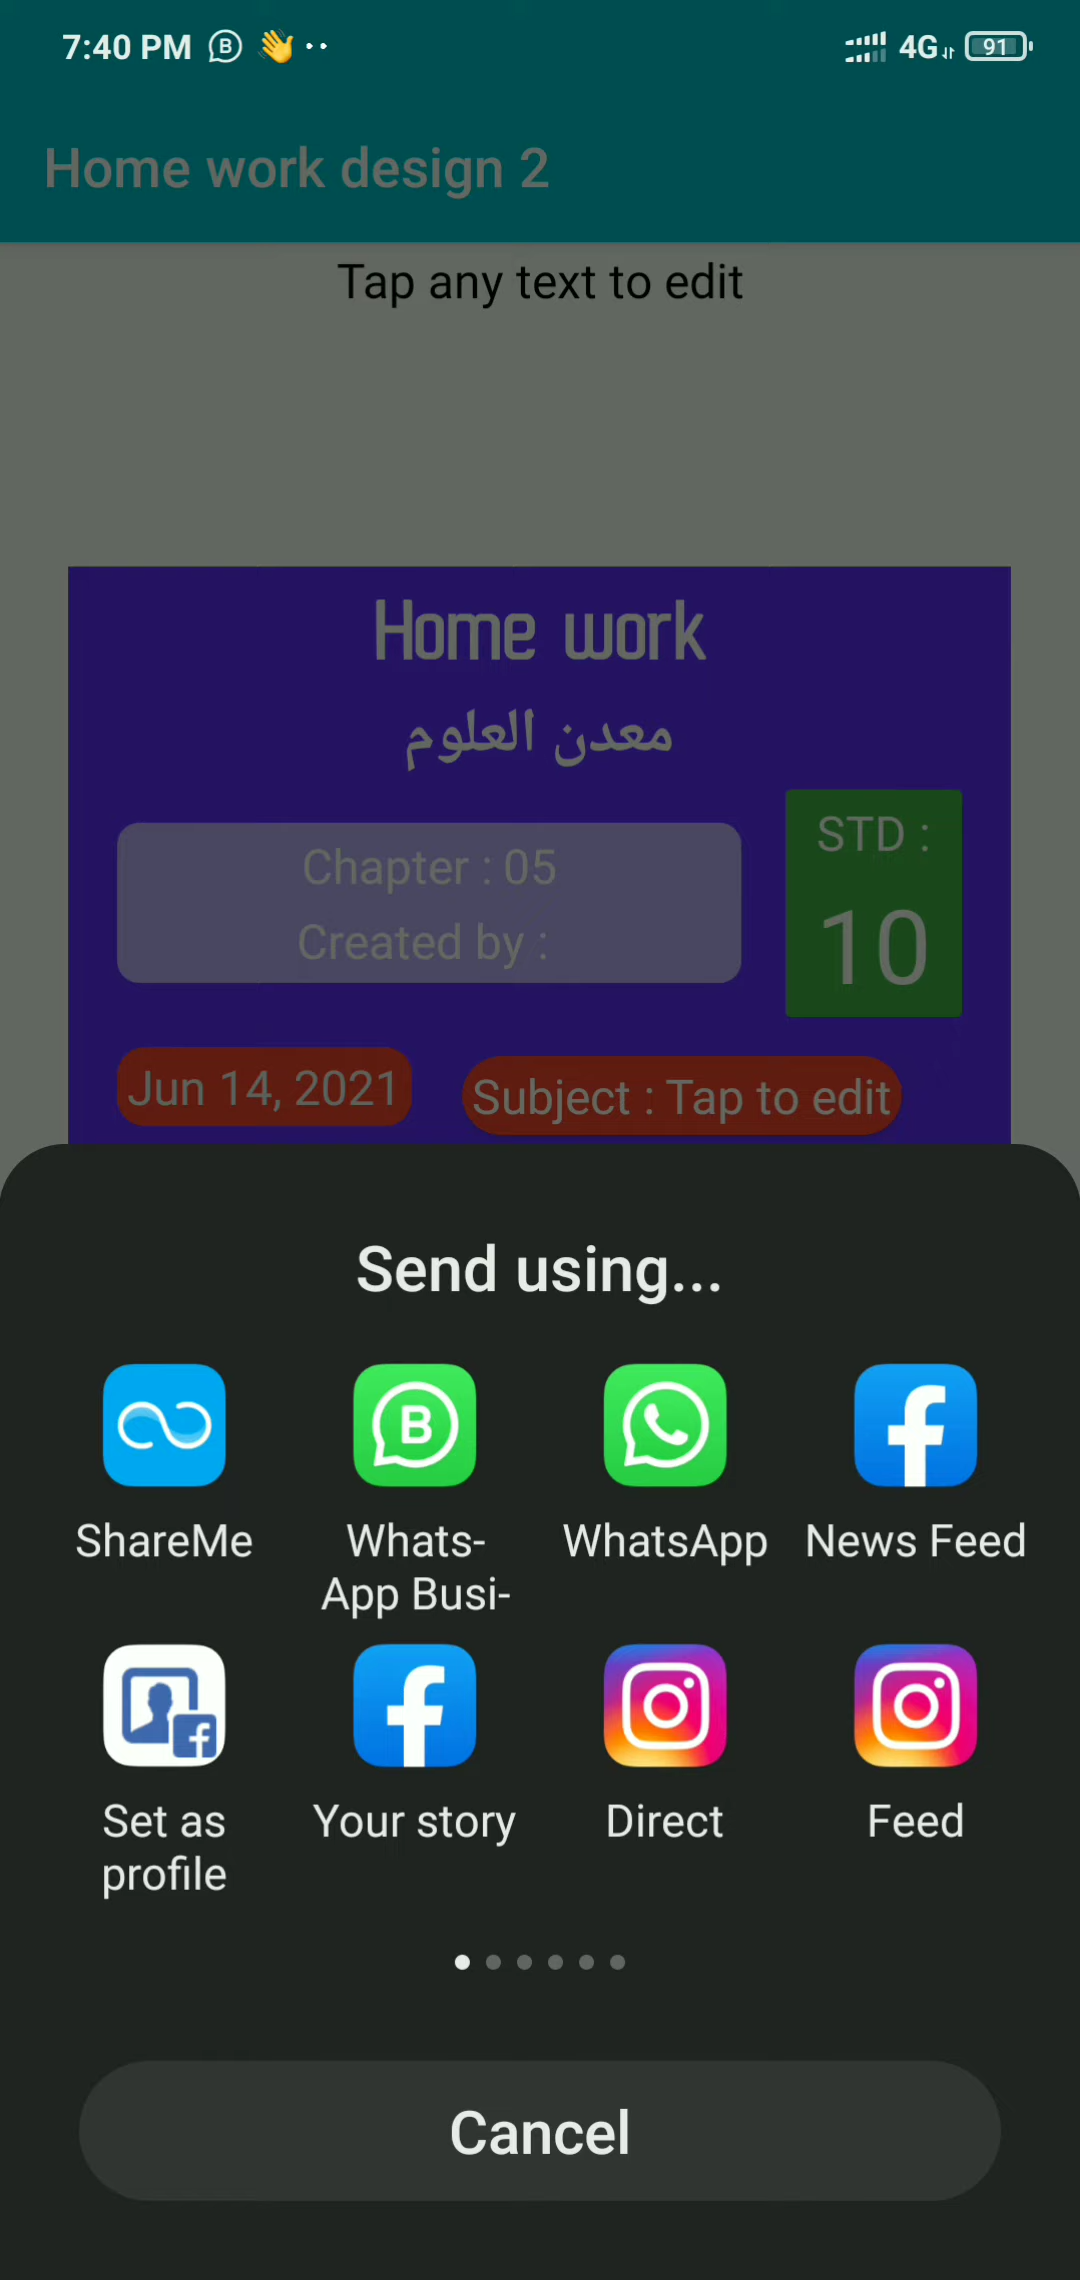 7:40 PM
4G
91
Home work design 2
Tap any text to edit
Home work
معدن العلوم
Chapter : 05
Created by :
STD :
10
Jun 14, 2021
Subject : Tap to edit
Send using...
ShareMe
Whats-
App Busi-
WhatsApp
News Feed
Set as
profile
Your story
Direct
Feed
Cancel